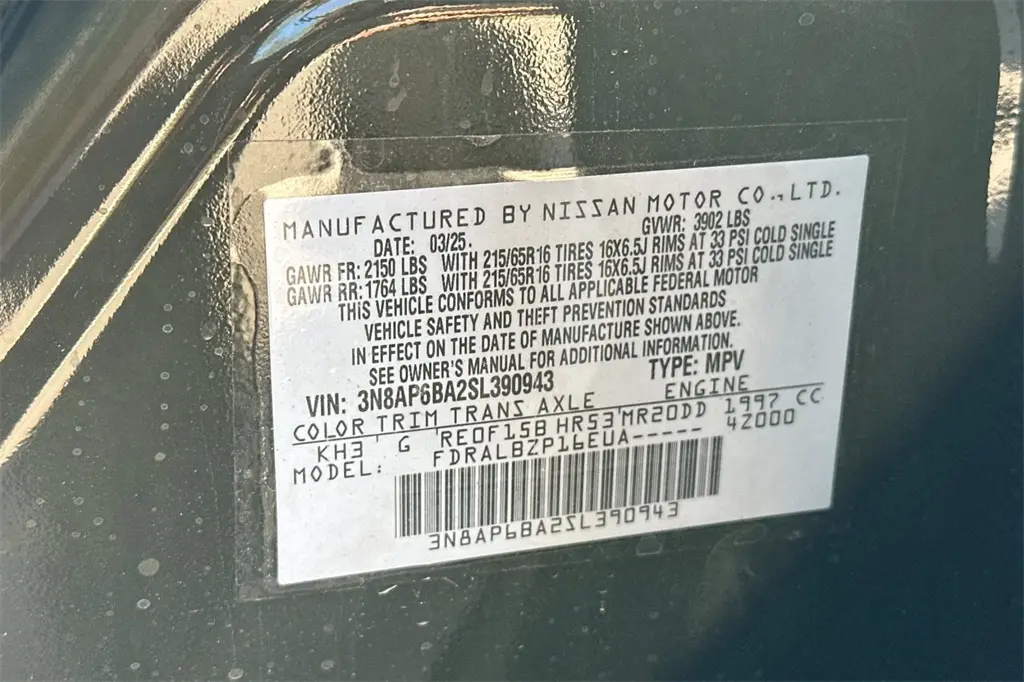 MANUFACTURED BY NISSAN MOTOR CO.,LTD.
DATE: 03/25. GVWR: 3902 LBS
GAWR FR: 2150 LBS WITH 215/65R16 TIRES 16X6.5J RIMS AT 33 PSI COLD SINGLE
GAWR RR: 1764 LBS WITH 215/65R16 TIRES 16X6.5J RIMS AT 33 PSI COLD SINGLE
THIS VEHICLE CONFORMS TO ALL APPLICABLE FEDERAL MOTOR
VEHICLE SAFETY AND THEFT PREVENTION STANDARDS
IN EFFECT ON THE DATE OF MANUFACTURE SHOWN ABOVE.
SEE OWNER'S MANUAL FOR ADDITIONAL INFORMATION.
VIN: 3N8AP6BA2SL390943 TYPE: MPV
COLOR TRIM TRANS AXLE ENGINE
KH3 G RE0F15B HR53 MR20DD 1997 CC
MODEL: FDRALBZP16EUA----- 42000
3N8AP6BA2SL390943